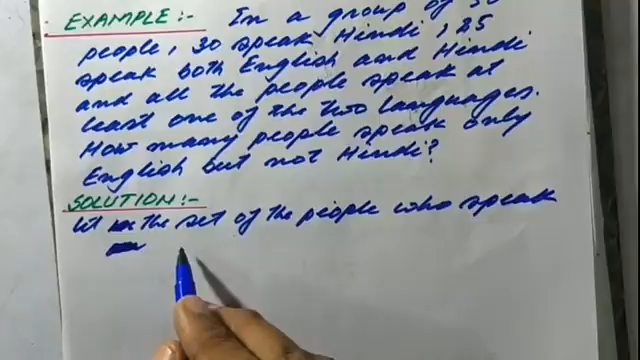 EXAMPLE:- In a group of 50
people, 30 speak Hindi, 25
speak both English and Hindi
and all the people speak at
least one of the two languages.
How many people speak only
English but not Hindi?
SOLUTION:-
let the set of the people who speak